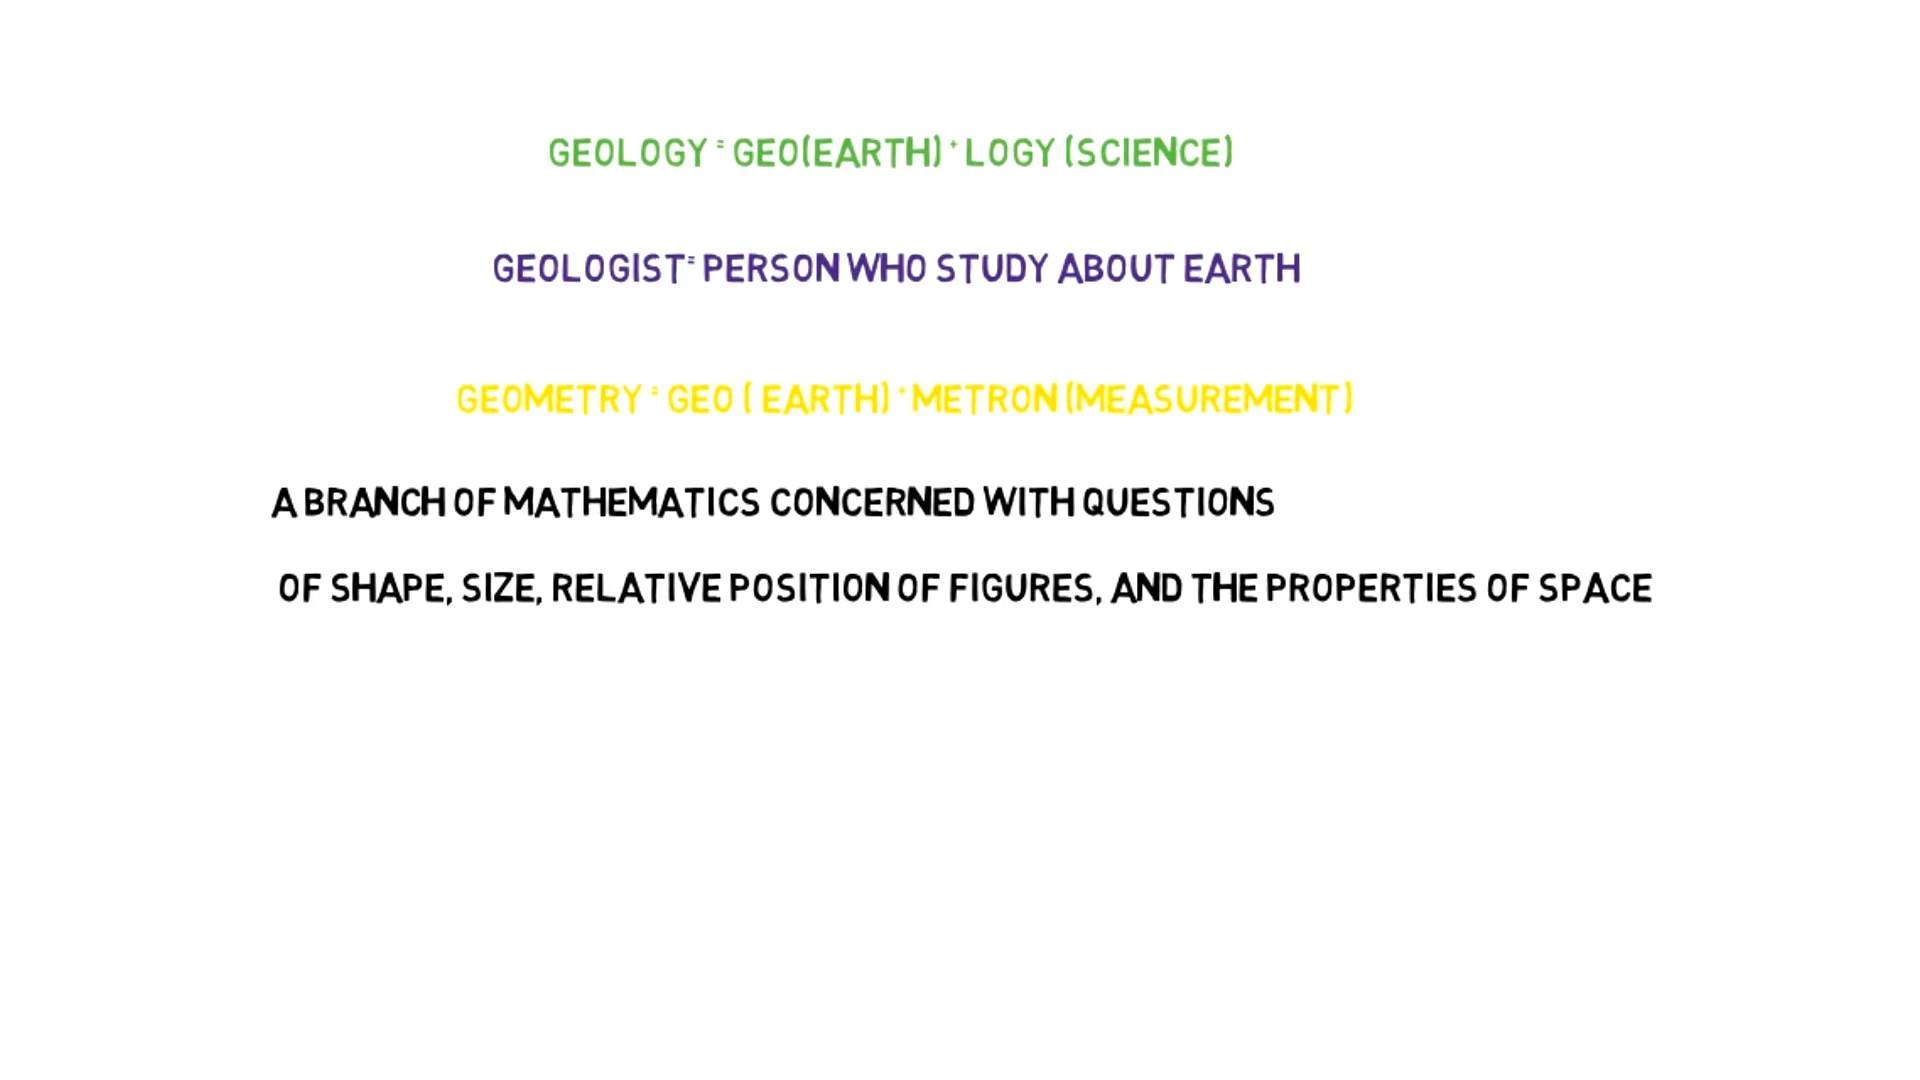 GEOLOGY = GEO(EARTH) + LOGY (SCIENCE)
GEOLOGIST= PERSON WHO STUDY ABOUT EARTH
GEOMETRY = GEO ( EARTH) + METRON (MEASUREMENT)
A BRANCH OF MATHEMATICS CONCERNED WITH QUESTIONS
OF SHAPE, SIZE, RELATIVE POSITION OF FIGURES, AND THE PROPERTIES OF SPACE